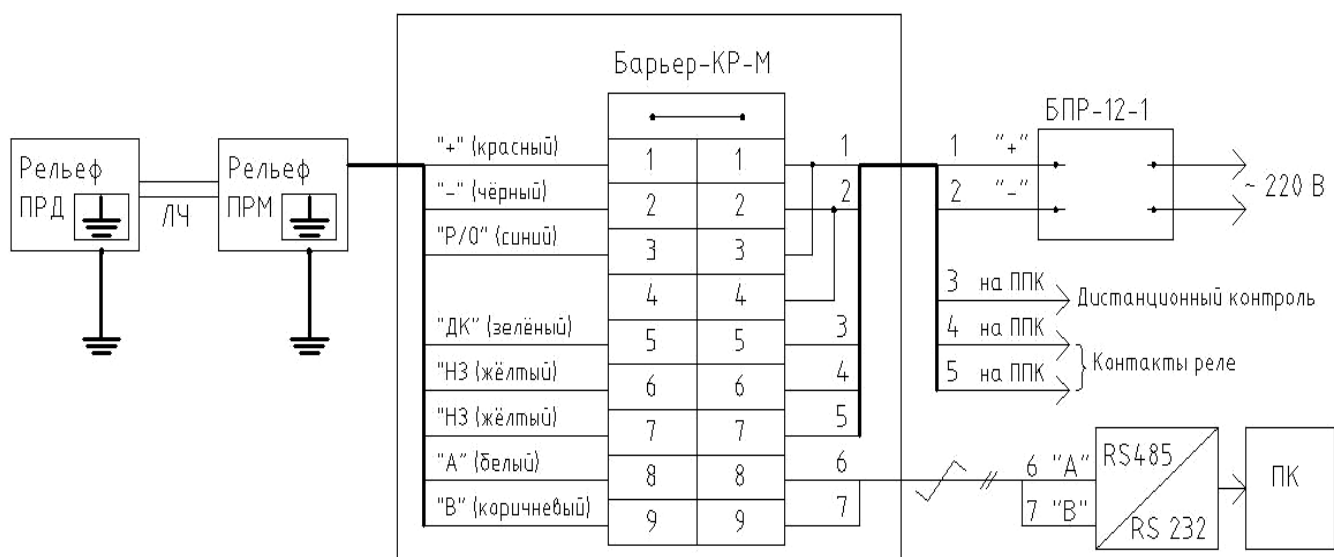 Барьер-КР-М
БПР-12-1
Рельеф
ПРД
ЛЧ
Рельеф
ПРМ
"+" (красный) 1 1 1
"-" (чёрный) 2 2 2
"Р/О" (синий) 3 3
4 4
"ДК" (зелёный) 5 5 3
"НЗ (жёлтый) 6 6 4
"НЗ (жёлтый) 7 7 5
"А" (белый) 8 8 6
"В" (коричневый) 9 9 7
1 "+"
2 "-"
~ 220 В
3 на ППК Дистанционный контроль
4 на ППК
5 на ППК
Контакты реле
6 "А"
7 "В"
RS485
RS 232
ПК